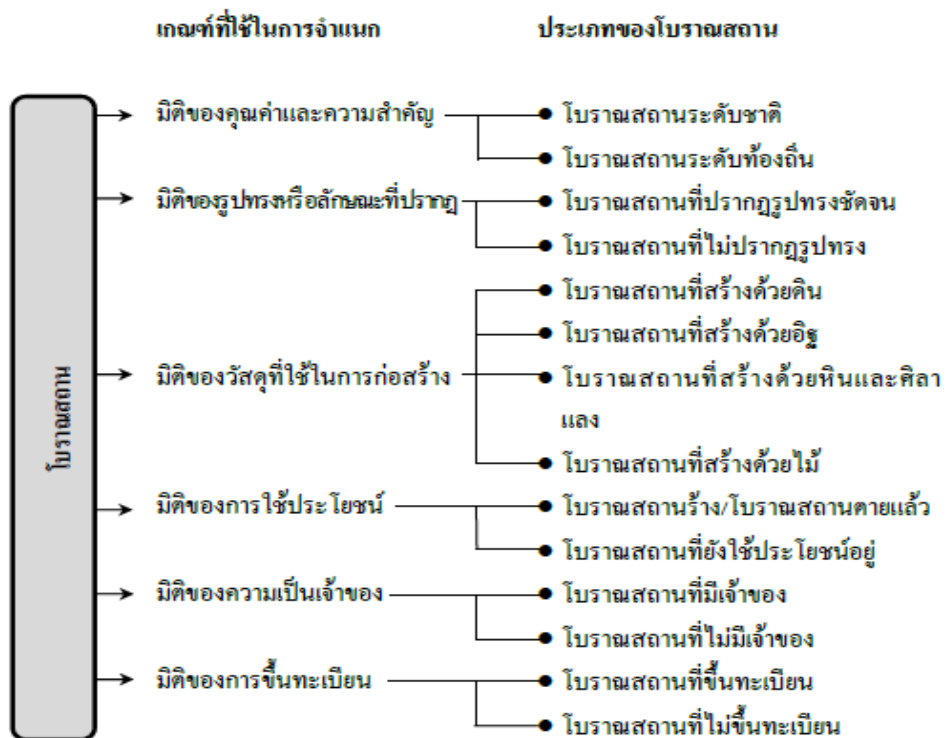 เกณฑ์ที่ใช้ในการจำแนก ประเภทของโบราณสถาน
โบราณสถาน
มิติของคุณค่าและความสำคัญ
โบราณสถานระดับชาติ
โบราณสถานระดับท้องถิ่น
มิติของรูปทรงหรือลักษณะที่ปรากฏ
โบราณสถานที่ปรากฏรูปทรงชัดจน
โบราณสถานที่ไม่ปรากฏรูปทรง
มิติของวัสดุที่ใช้ในการก่อสร้าง
โบราณสถานที่สร้างด้วยดิน
โบราณสถานที่สร้างด้วยอิฐ
โบราณสถานที่สร้างด้วยหินและศิลา
แลง
โบราณสถานที่สร้างด้วยไม้
มิติของการใช้ประโยชน์
โบราณสถานร้าง/โบราณสถานตายแล้ว
โบราณสถานที่ยังใช้ประโยชน์อยู่
มิติของความเป็นเจ้าของ
โบราณสถานที่มีเจ้าของ
โบราณสถานที่ไม่มีเจ้าของ
มิติของการขึ้นทะเบียน
โบราณสถานที่ขึ้นทะเบียน
โบราณสถานที่ไม่ขึ้นทะเบียน